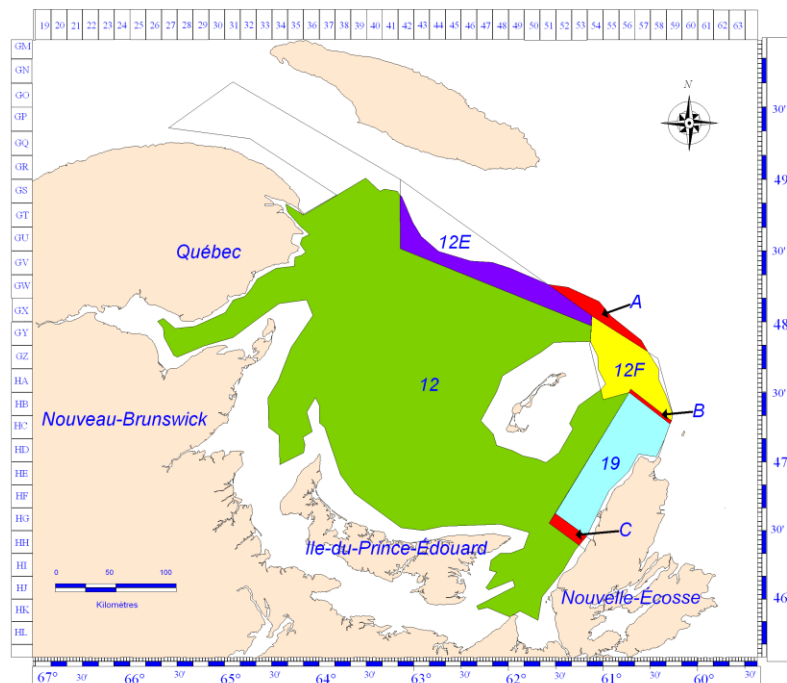 19 20 21 22 23 24 25 26 27 28 29 30 31 32 33 34 35 36 37 38 39 40 41 42 43 44 45 46 47 48 49 50 51 52 53 54 55 56 57 58 59 60 61 62 63
GM
GN
GO
GP
GQ
GR
GS
GT
GU
GV
GW
GX
GY
GZ
HA
HB
HC
HD
HE
HF
HG
HH
HI
HJ
HK
HL
N
30'
49
30'
48
30'
47
30'
46
Québec
12E
A
12F
12
B
Nouveau-Brunswick
19
C
Ile-du-Prince-Édouard
Nouvelle-Écosse
0 50 100
Kilométres
67° 30' 66° 30' 65° 30' 64° 30' 63° 30' 62° 30' 61° 30' 60° 30'